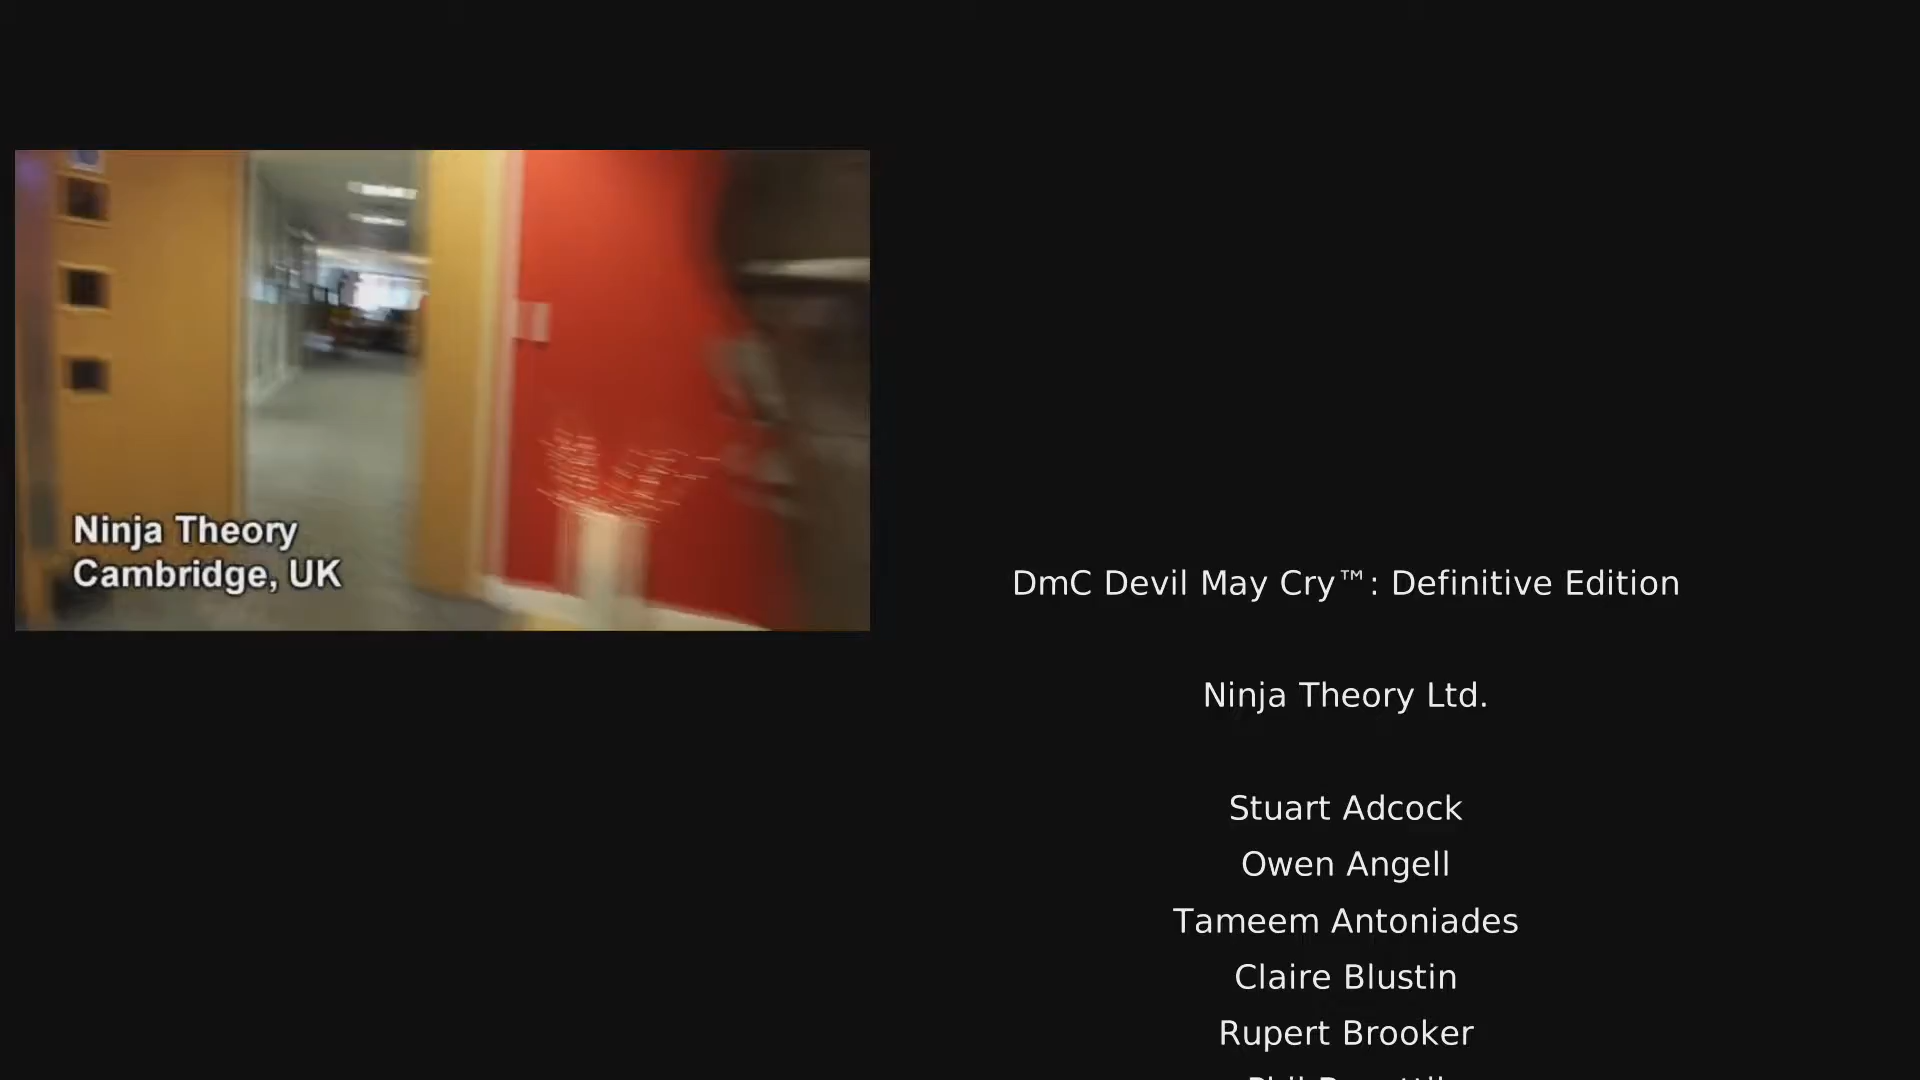 Ninja Theory
Cambridge, UK
DmC Devil May Cry™: Definitive Edition
Ninja Theory Ltd.
Stuart Adcock
Owen Angell
Tameem Antoniades
Claire Blustin
Rupert Brooker